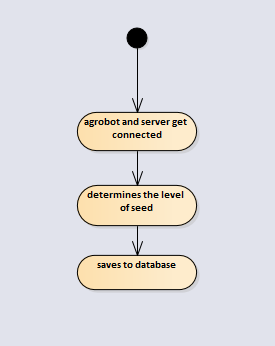 agrobot and server get
connected
determines the level
of seed
saves to database